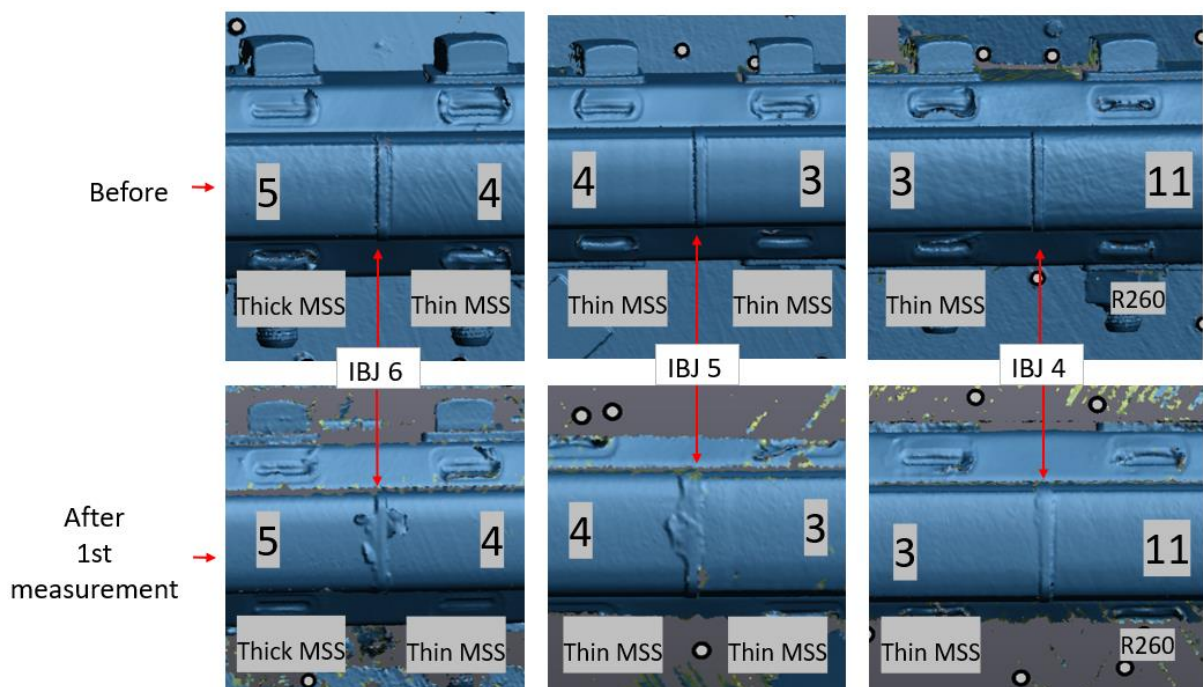 5 4 4 3 3 11
Before
Thick MSS Thin MSS Thin MSS Thin MSS Thin MSS R260
IBJ 6 IBJ 5 IBJ 4
After
1st
measurement
5 4 4 3 3 11
Thick MSS Thin MSS Thin MSS Thin MSS Thin MSS R260